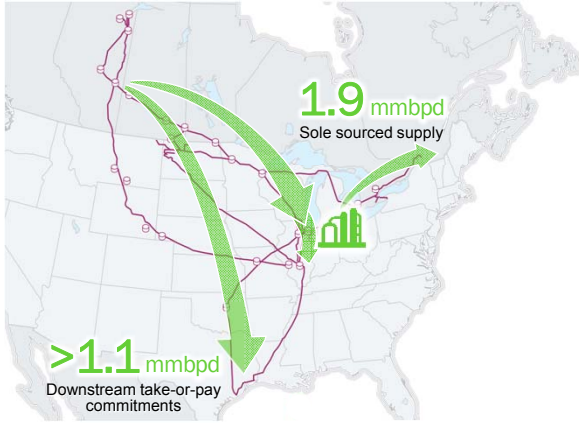 1.9 mmbpd
Sole sourced supply
>1.1 mmbpd
Downstream take-or-pay
commitments